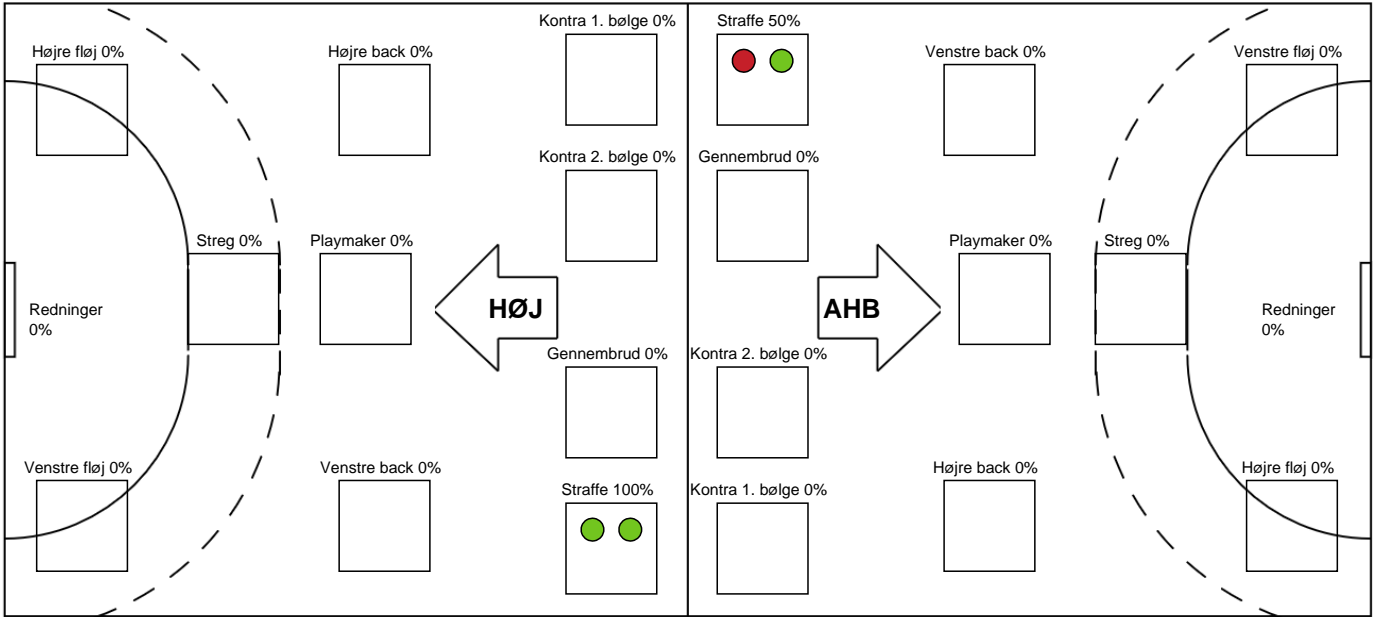 Kontra 1. bølge 0%
Straffe 50%
Højre fløj 0%
Højre back 0%
Venstre back 0%
Venstre fløj 0%
Kontra 2. bølge 0%
Gennembrud 0%
Streg 0%
Playmaker 0%
Playmaker 0%
Streg 0%
Redninger
0%
HØJ
AHB
Redninger
0%
Gennembrud 0%
Kontra 2. bølge 0%
Venstre fløj 0%
Venstre back 0%
Højre back 0%
Højre fløj 0%
Straffe 100%
Kontra 1. bølge 0%